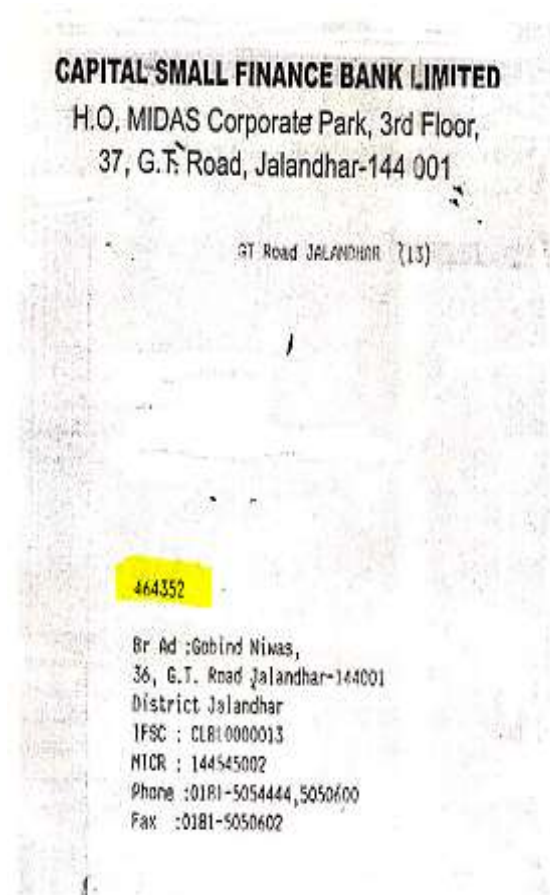 CAPITAL SMALL FINANCE BANK LIMITED
H.O, MIDAS Corporate Park, 3rd Floor,
37, G.T. Road, Jalandhar-144 001
GT Road JALANDHAR (13)
464352
Br Ad :Gobind Niwas,
36, G.T. Road Jalandhar-144001
District Jalandhar
IFSC : CLBL0000013
MICR : 144545002
Phone :0181-5054444,5050600
Fax :0181-5050602